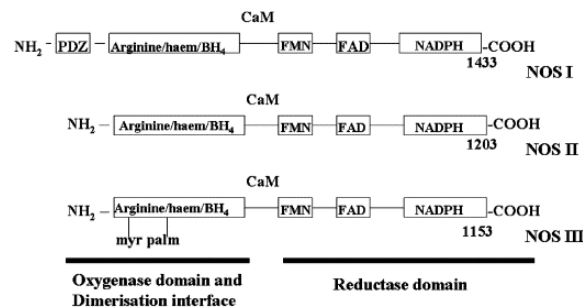 CaM
NH₂ – PDZ – Arginine/haem/BH₄ FMN FAD NADPH -COOH
1433
NOS I
CaM
NH₂ – Arginine/haem/BH₄ FMN FAD NADPH -COOH
1203
NOS II
CaM
NH₂ – Arginine/haem/BH₄ FMN FAD NADPH -COOH
myr palm
1153
NOS III
Oxygenase domain and
Dimerisation interface
Reductase domain